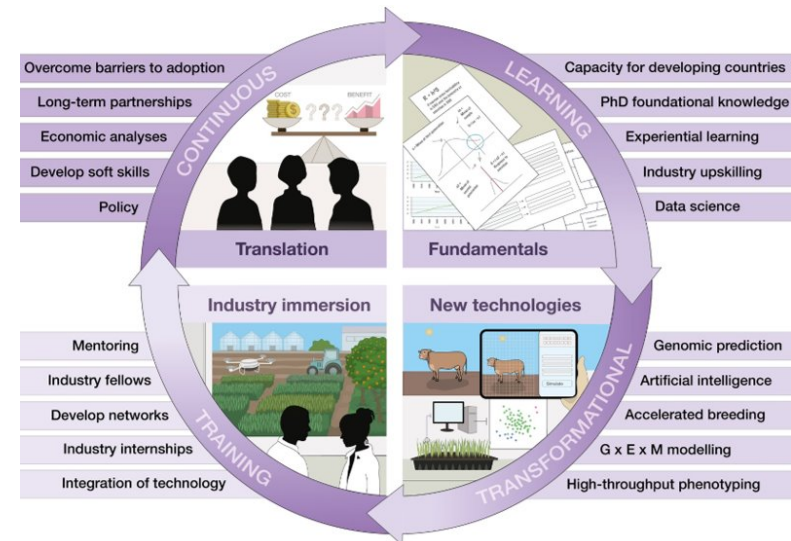 Overcome barriers to adoption
Long-term partnerships
Economic analyses
Develop soft skills
Policy
CONTINUOUS
COST
BENEFIT
???
Translation
LEARNING
Fundamentals
Capacity for developing countries
PhD foundational knowledge
Experiential learning
Industry upskilling
Data science
Industry immersion
Mentoring
Industry fellows
Develop networks
Industry internships
Integration of technology
TRAINING
New technologies
Simulate
TRANSFORMATIONAL
Genomic prediction
Artificial intelligence
Accelerated breeding
G x E x M modelling
High-throughput phenotyping